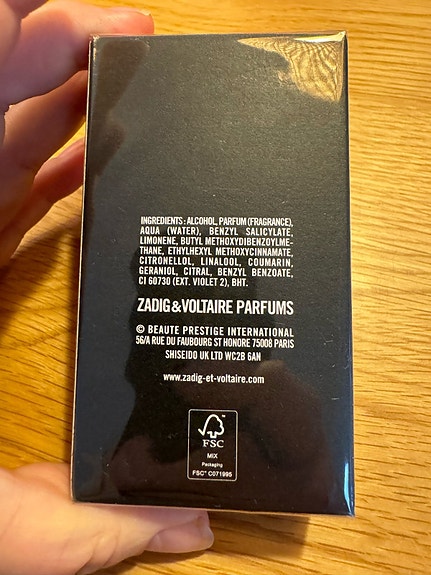 INGREDIENTS : ALCOHOL, PARFUM (FRAGRANCE),
AQUA (WATER), BENZYL SALICYLATE,
LIMONENE, BUTYL METHOXYDIBENZOYLME-
THANE, ETHYLHEXYL METHOXYCINNAMATE,
CITRONELLOL, LINALOOL, COUMARIN,
GERANIOL, CITRAL, BENZYL BENZOATE,
CI 60730 (EXT. VIOLET 2), BHT.
ZADIG&VOLTAIRE PARFUMS
© BEAUTE PRESTIGE INTERNATIONAL
56/A RUE DU FAUBOURG ST HONORE 75008 PARIS
SHISEIDO UK LTD WC2B 6AN
www.zadig-et-voltaire.com
FSC
MIX
Packaging
FSC® C071995